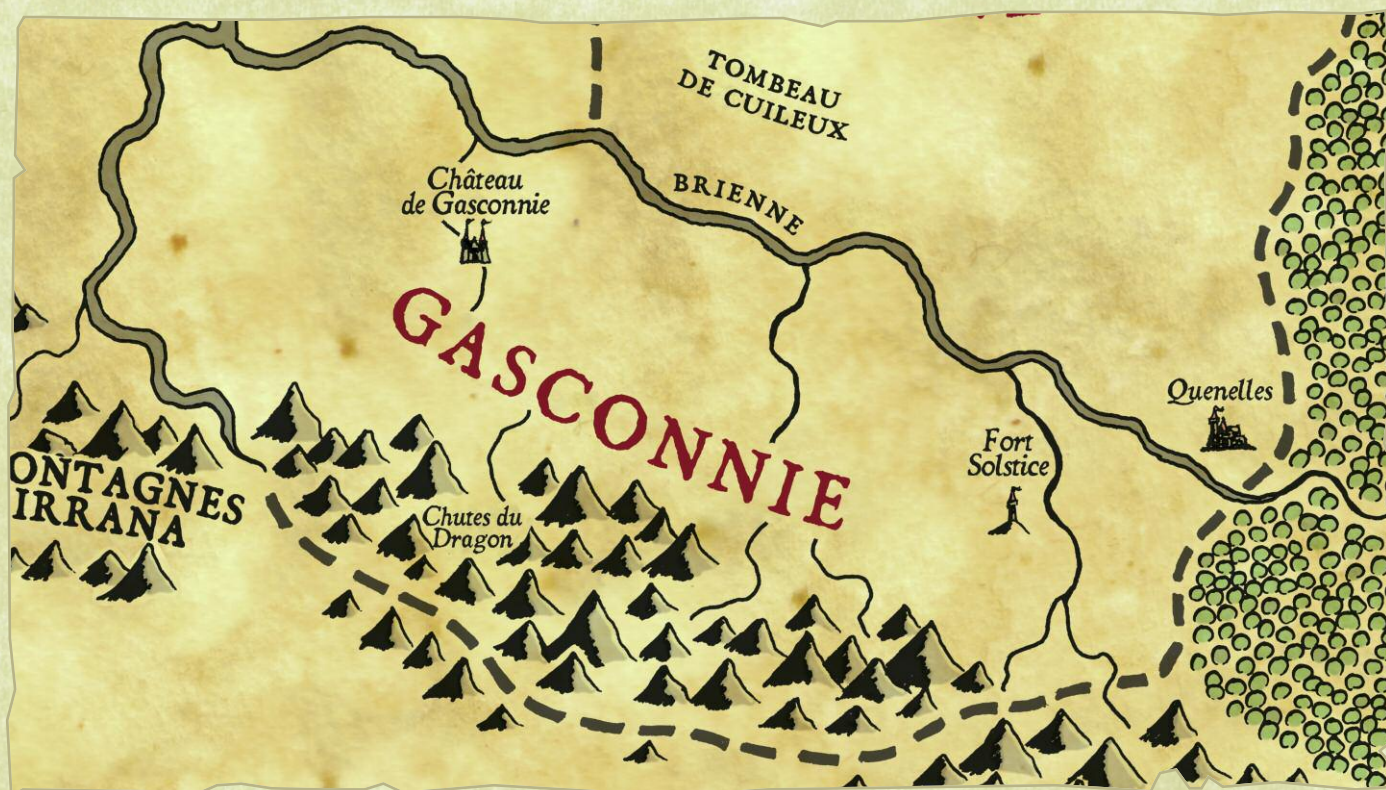 TOMBEAU
DE CUILEUX
BRIENNE
Château
de Gasconnie
GASCONNIE
Quenelles
Fort
Solstice
ONTAGNES
IRRANA
Chutes du
Dragon